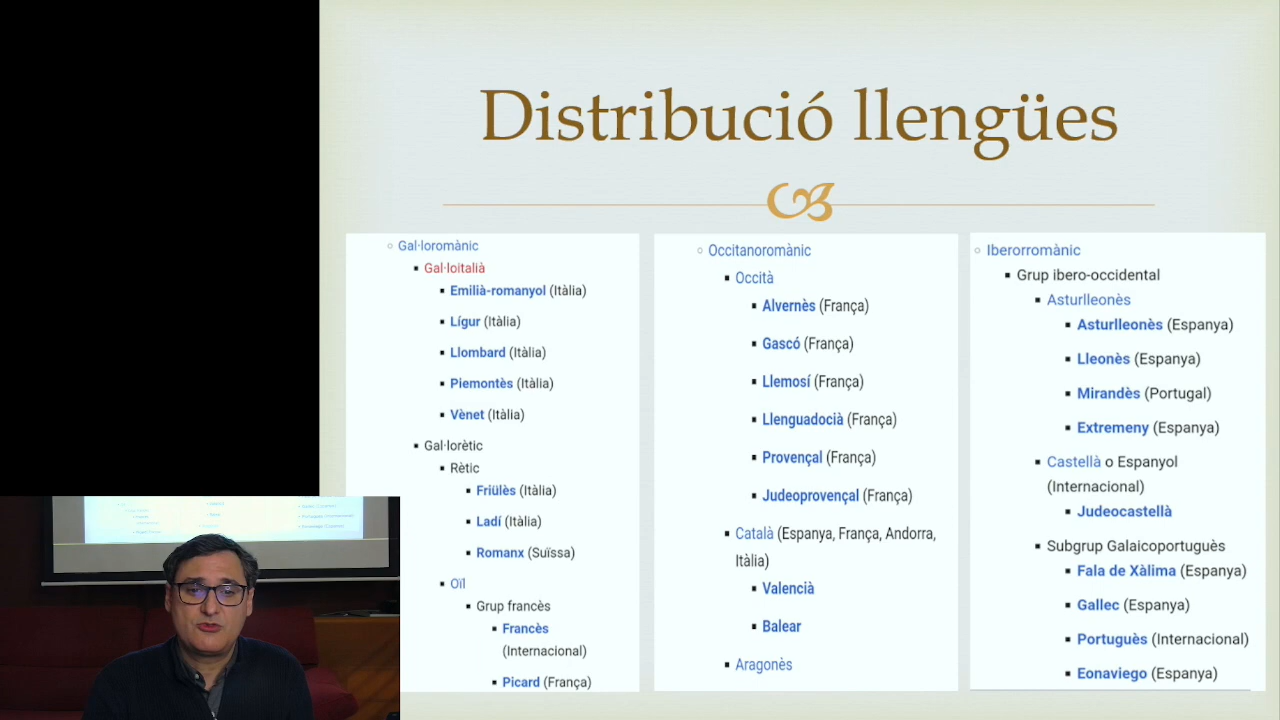 Distribució llengües
Gal·loromànic
Gal·loitalià
Emilià-romanyol (Itàlia)
Lígur (Itàlia)
Llombard (Itàlia)
Piemontès (Itàlia)
Vènet (Itàlia)
Gal·lorètic
Rètic
Friülès (Itàlia)
Ladí (Itàlia)
Romanx (Suïssa)
Oïl
Grup francès
Francès
(Internacional)
Picard (França)
Occitanoromànic
Occità
Alvernès (França)
Gascó (França)
Llemosí (França)
Llenguadocià (França)
Provençal (França)
Judeoprovençal (França)
Català (Espanya, França, Andorra,
Itàlia)
Valencià
Balear
Aragonès
Iberorromànic
Grup ibero-occidental
Asturlleonès
Asturlleonès (Espanya)
Lleonès (Espanya)
Mirandès (Portugal)
Extremeny (Espanya)
Castellà o Espanyol
(Internacional)
Judeocastellà
Subgrup Galaicoportuguès
Fala de Xàlima (Espanya)
Gallec (Espanya)
Portuguès (Internacional)
Eonaviego (Espanya)